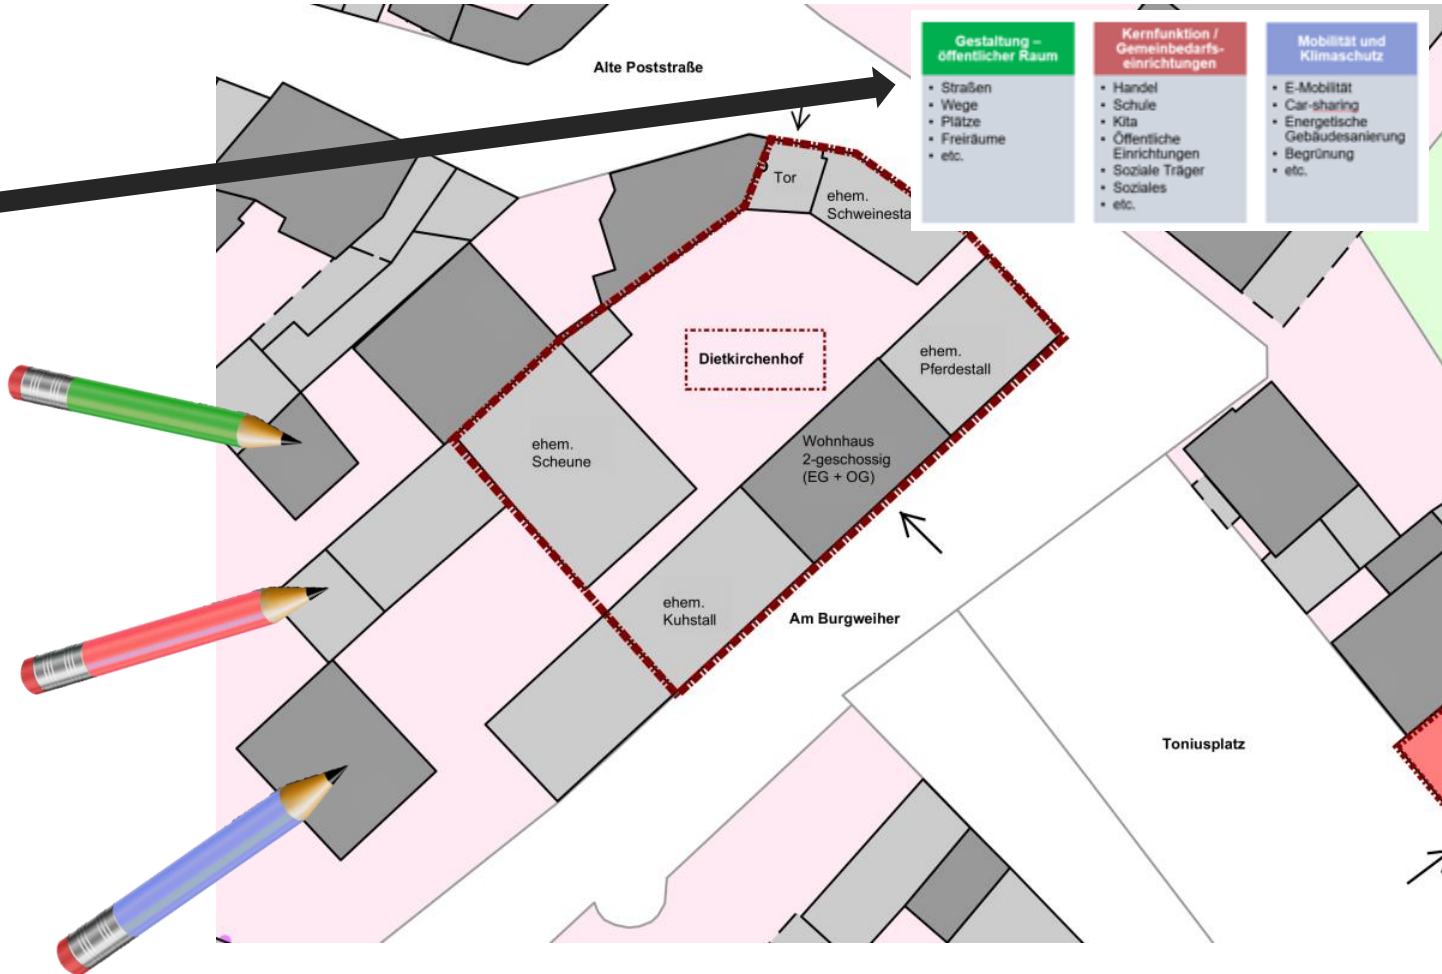 Alte Poststraße
Gestaltung –
öffentlicher Raum
Straßen
Wege
Plätze
Freiräume
etc.
Kernfunktion /
Gemeinbedarfs-
einrichtungen
Handel
Schule
Kita
Öffentliche
Einrichtungen
Soziale Träger
Soziales
etc.
Mobilität und
Klimaschutz
E-Mobilität
Car-sharing
Energetische
Gebäudesanierung
Begrünung
etc.
Tor
ehem.
Schweinesta
Dietkirchenhof
ehem.
Pferdestall
ehem.
Scheune
Wohnhaus
2-geschossig
(EG + OG)
ehem.
Kuhstall
Am Burgweiher
Toniusplatz